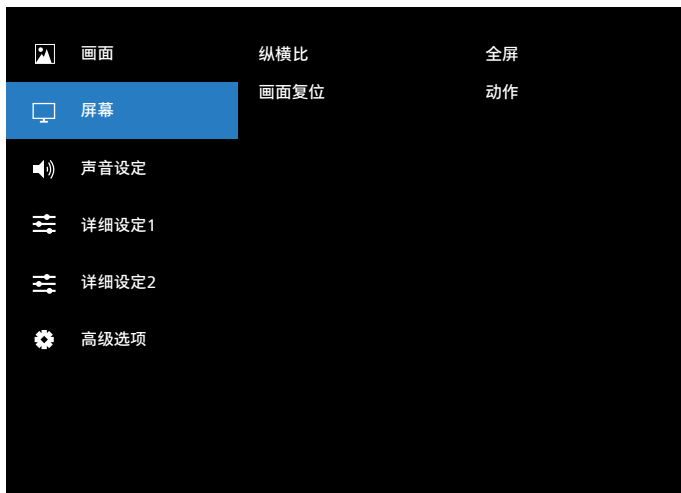 画面
纵横比
全屏
画面复位
动作
屏幕
声音设定
详细设定1
详细设定2
高级选项